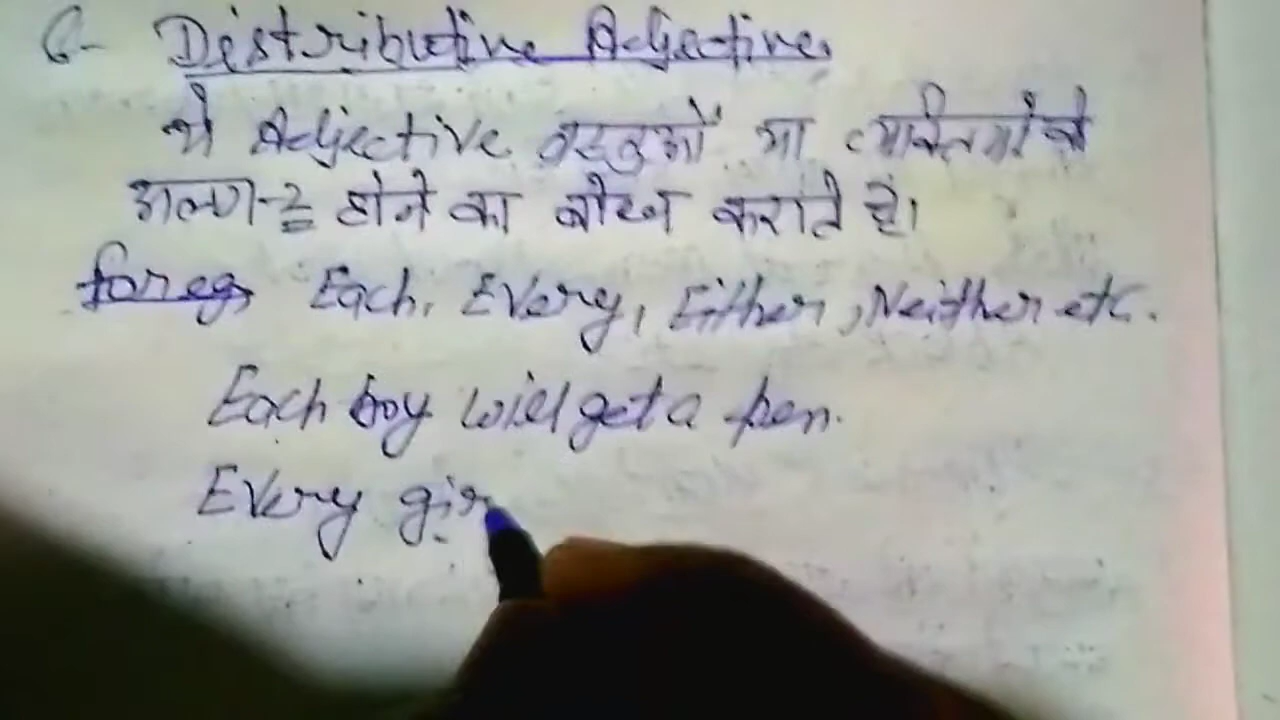 6- Distributive Adjective.
ये Adjective वस्तुओं या व्यक्तियों के
अलग-2 होने का बोध कराते है।
for eg, Each, Every, Either, Neither etc.
Each boy will get a pen.
Every gir